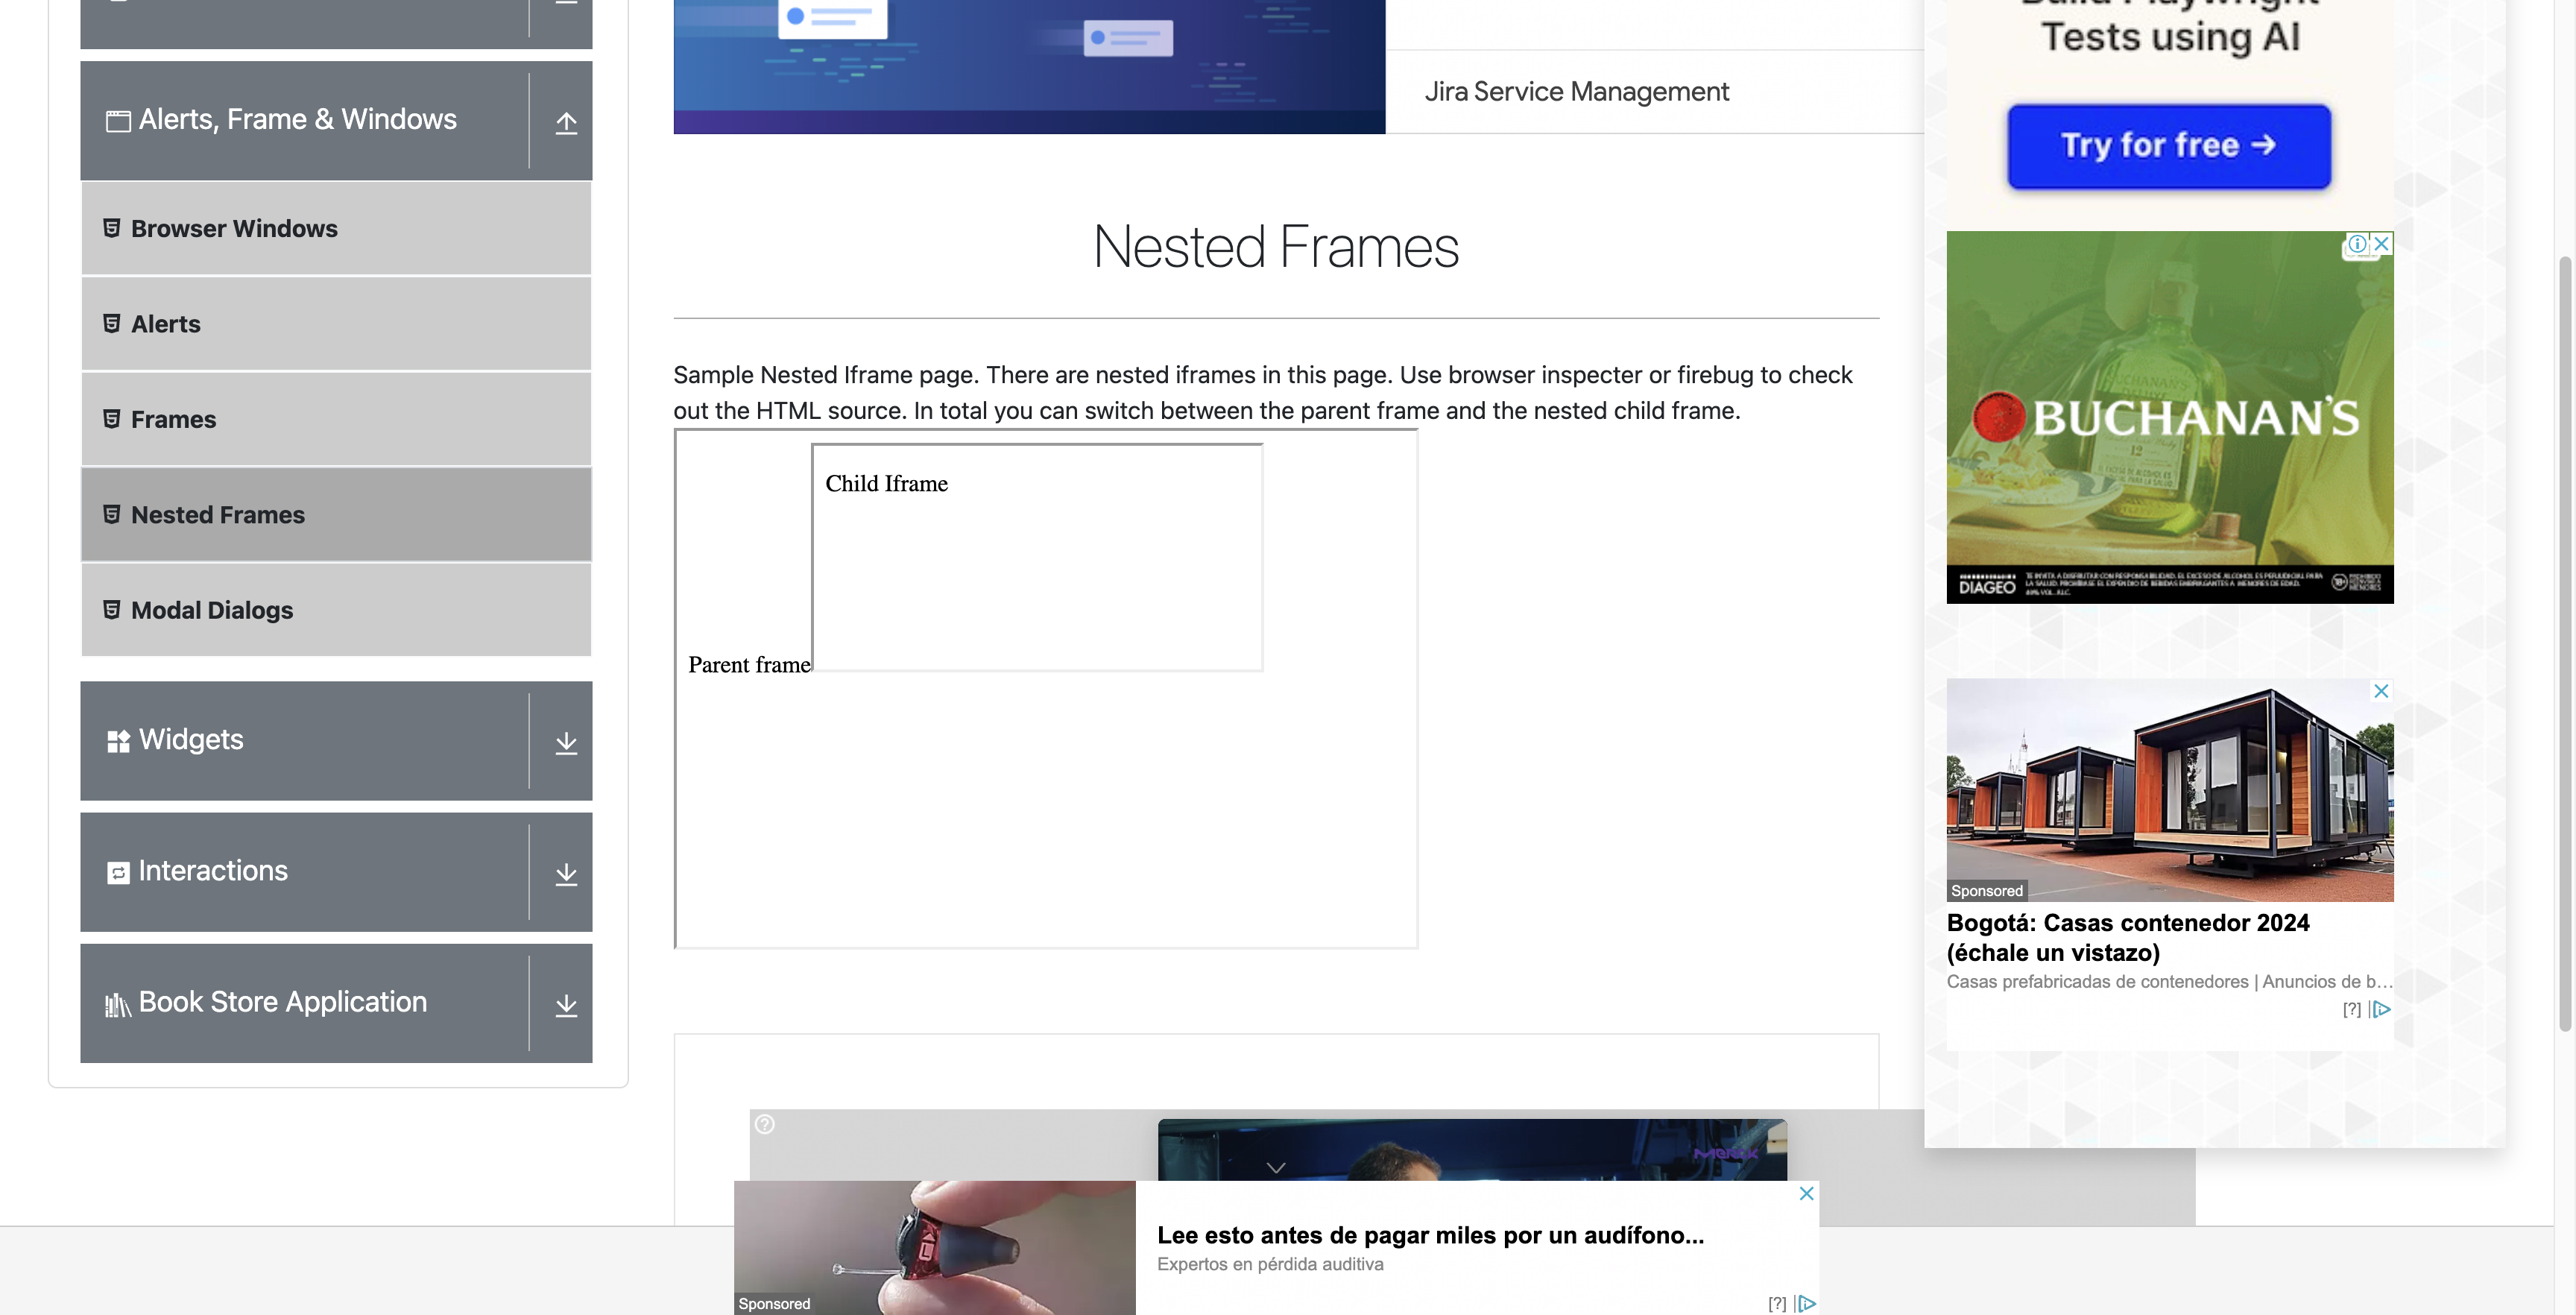 Alerts, Frame & Windows
Browser Windows
Alerts
Frames
Nested Frames
Modal Dialogs
Widgets
Interactions
Book Store Application
Jira Service Management
Nested Frames
Sample Nested Iframe page. There are nested iframes in this page. Use browser inspecter or firebug to check
out the HTML source. In total you can switch between the parent frame and the nested child frame.
Child Iframe
Parent frame
Build Playwright
Tests using AI
Try for free →
BUCHANAN'S
12
DIAGEO
Sponsored
Bogotá: Casas contenedor 2024
(échale un vistazo)
Casas prefabricadas de contenedores | Anuncios de b...
[?]
MERCK
Lee esto antes de pagar miles por un audífono...
Expertos en pérdida auditiva
Sponsored
[?]